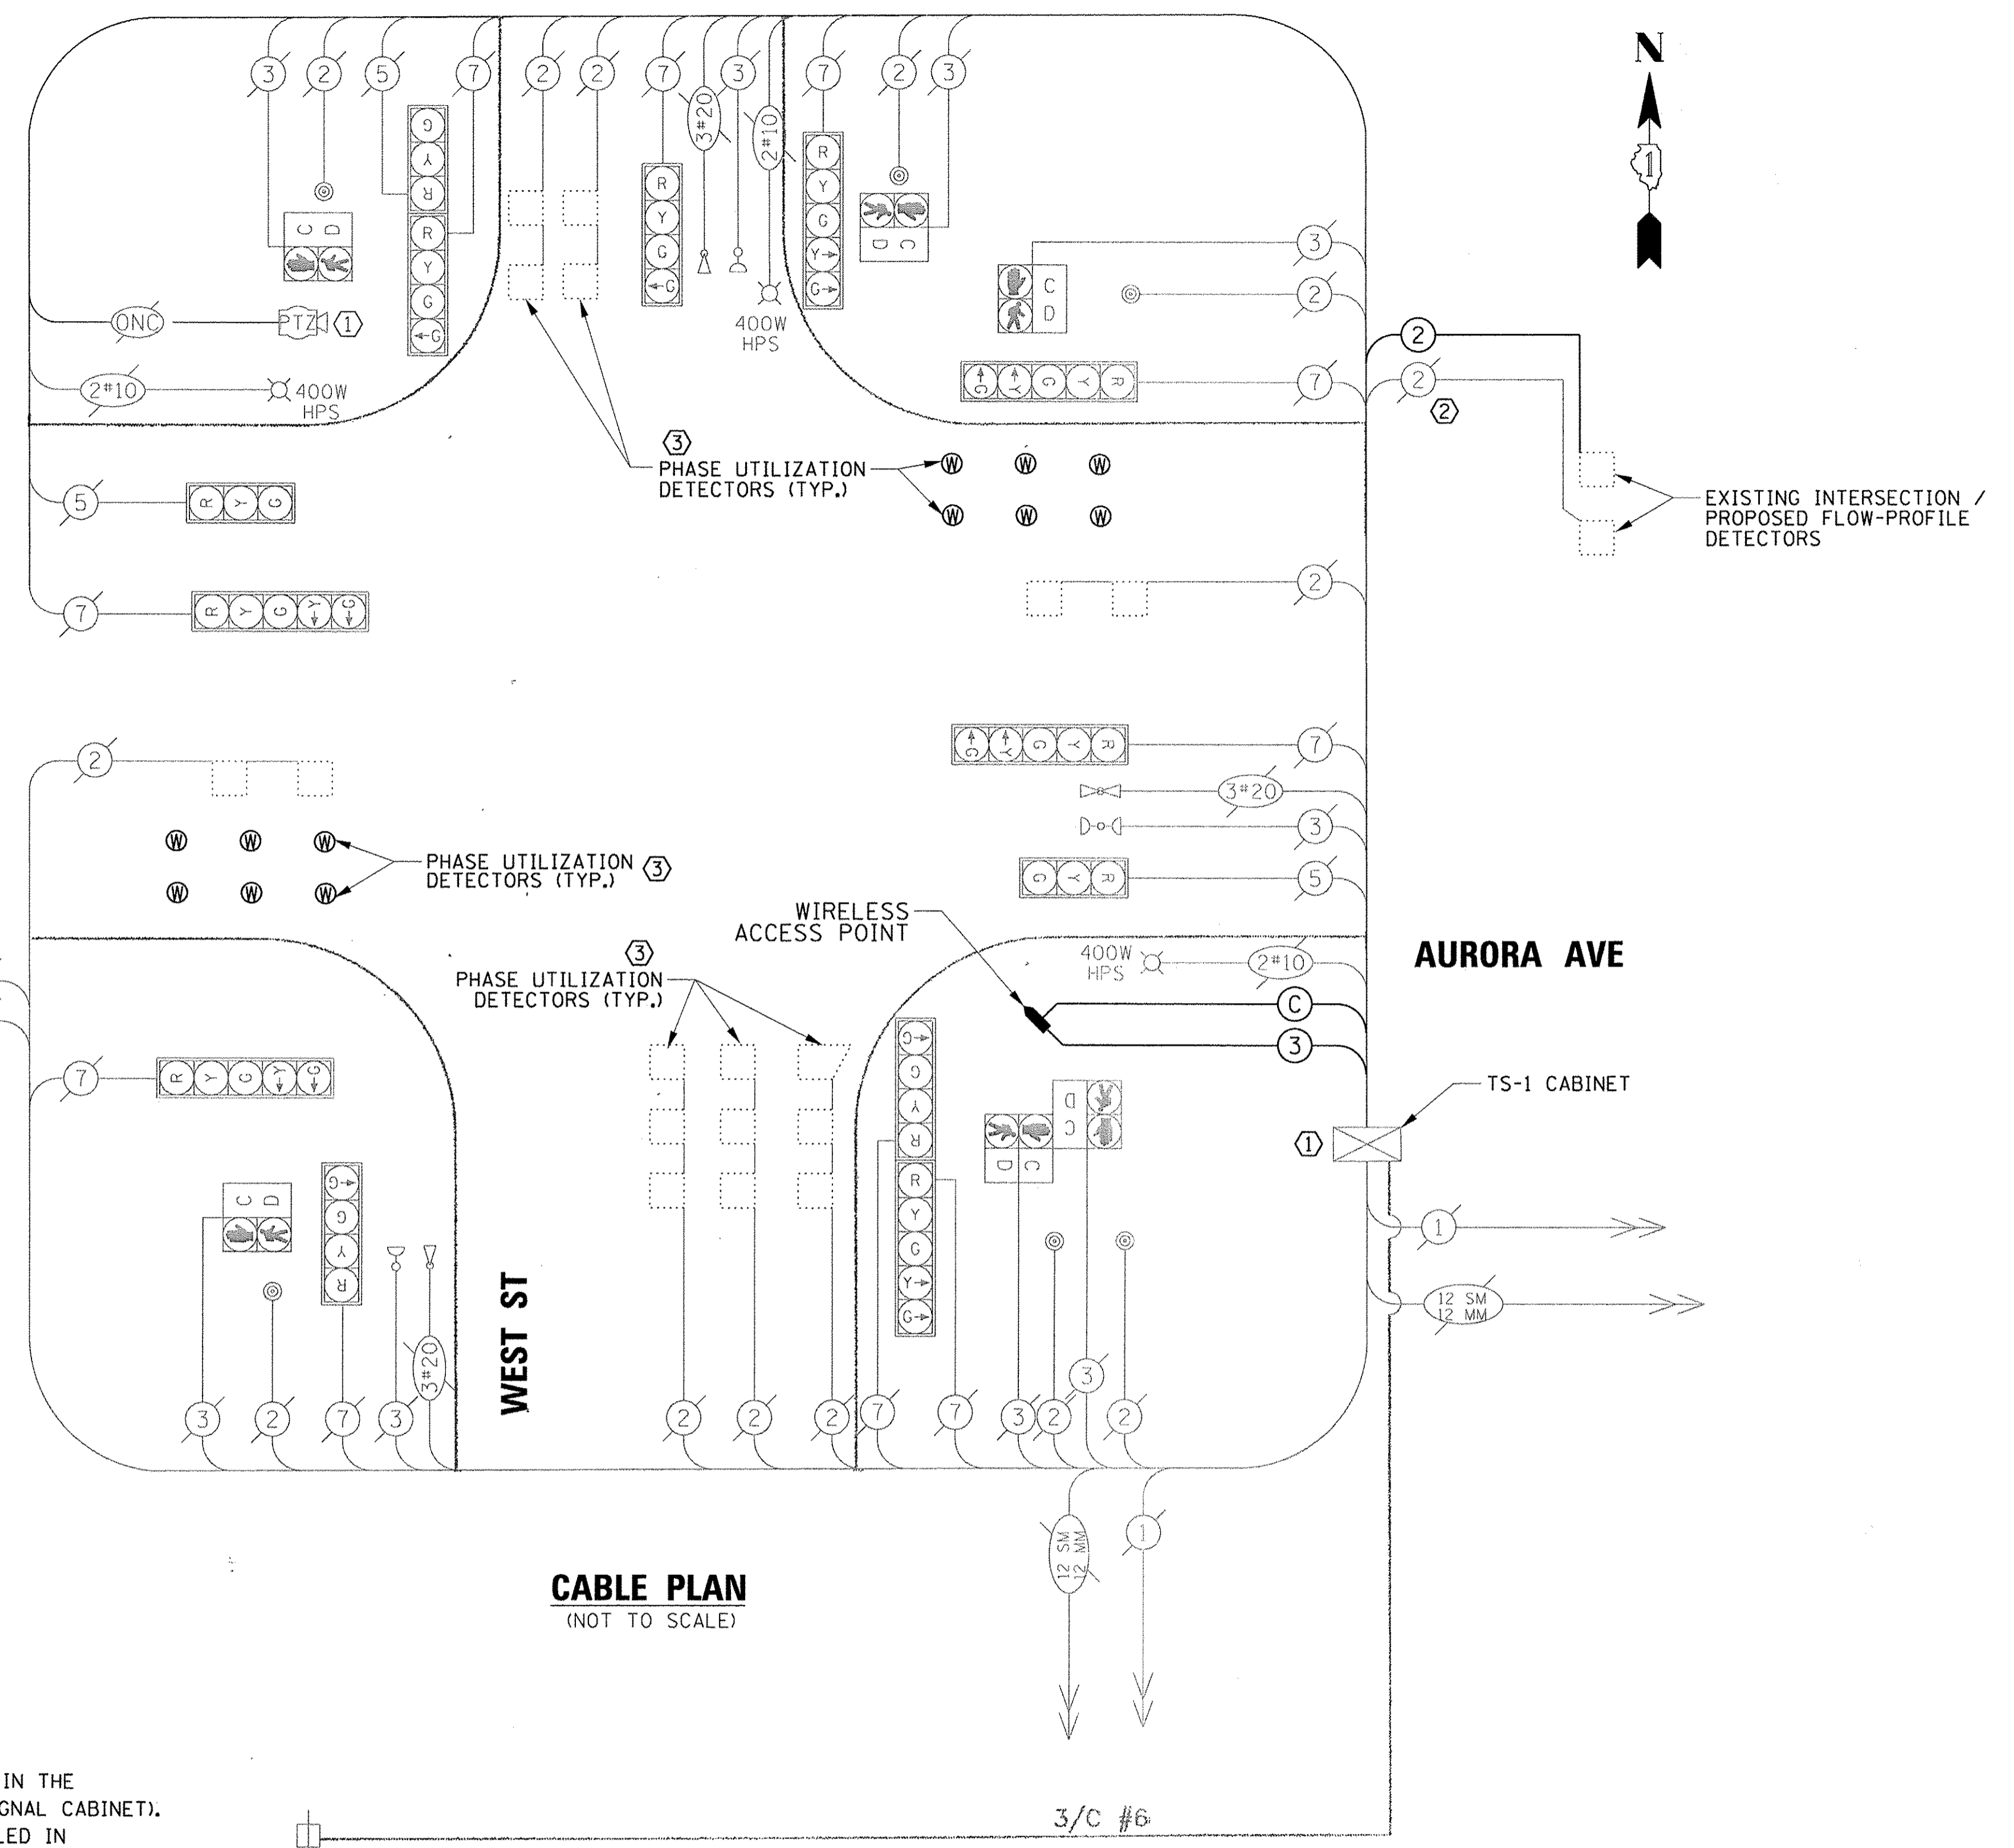 N
1
3
2
5
7
2
2
7
3#20
3
2#10
7
2
3
G
Y
R
R
Y
G
←G
C
D
R
Y
G
←G
R
Y
G
Y→
G→
D C
400W
HPS
C
D
3
2
7
ONC
PTZ
1
2#10
400W
HPS
←G ←Y G Y R
2
2
2
3
PHASE UTILIZATION
DETECTORS (TYP.)
W W W
W W W
EXISTING INTERSECTION /
PROPOSED FLOW-PROFILE
DETECTORS
5
R Y G
7
R Y G ←Y ←G
2
2
←G ←Y G Y R
7
3#20
3
G Y R
5
W W W
W W W
PHASE UTILIZATION
DETECTORS (TYP.)
3
WIRELESS
ACCESS POINT
400W
HPS
2#10
AURORA AVE
3
PHASE UTILIZATION
DETECTORS (TYP.)
C
3
TS-1 CABINET
1
7
R Y G ←Y ←G
G→
G
Y
R
R
Y
G
Y→
G→
D C
D C
C
D
G→
G
Y
R
WEST ST
3
2
7
3
3#20
2
2
2
7
7
3
2
3
2
1
12 SM
12 MM
12 SM
12 MM
1
CABLE PLAN
(NOT TO SCALE)
IN THE
GNAL CABINET).
LED IN
3/C #6